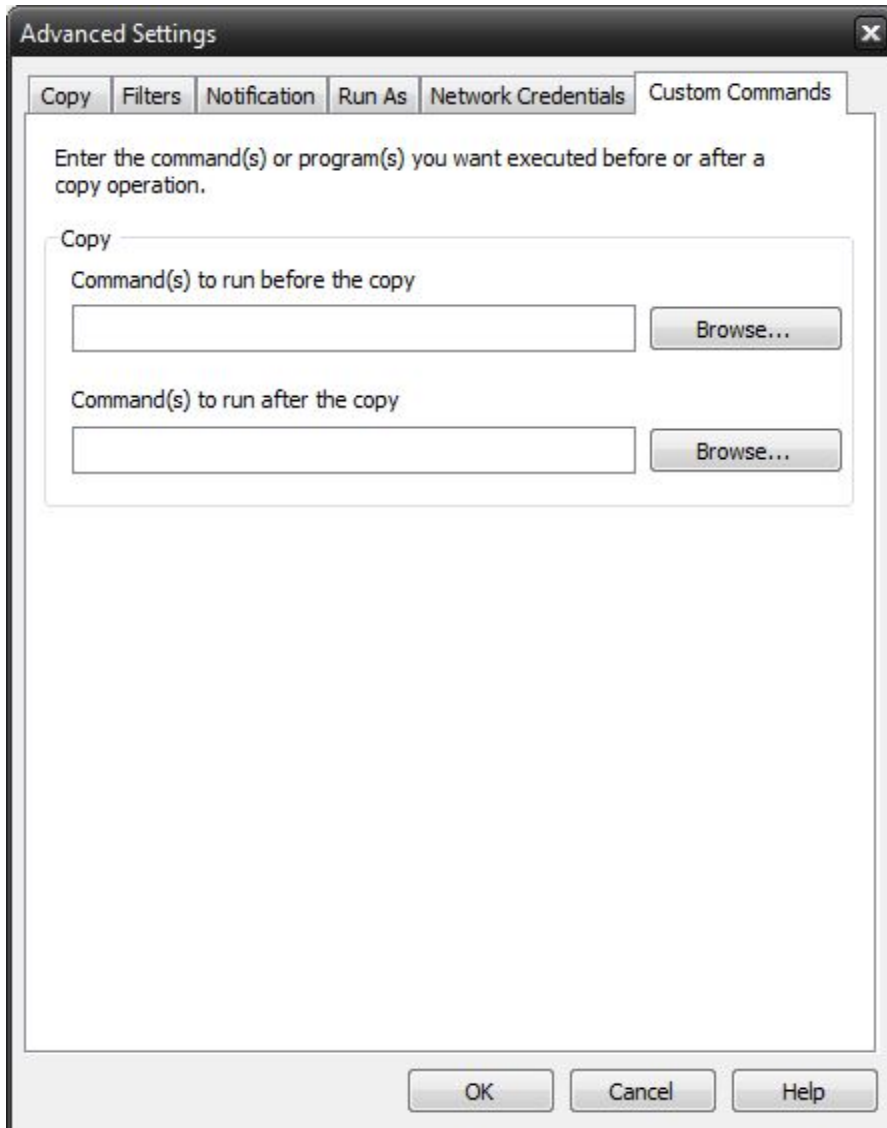 Advanced Settings
Copy Filters Notification Run As Network Credentials Custom Commands
Enter the command(s) or program(s) you want executed before or after a
copy operation.
Copy
Command(s) to run before the copy
Browse...
Command(s) to run after the copy
Browse...
OK Cancel Help